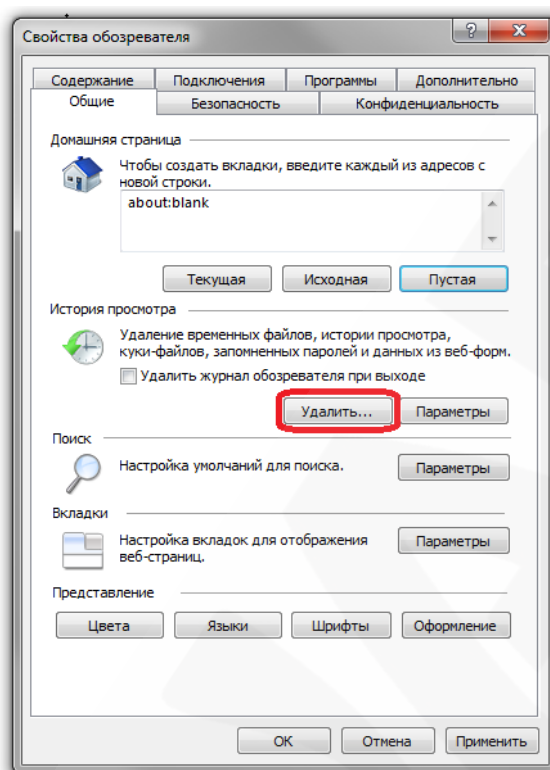 Свойства обозревателя
?
Содержание Подключения Программы Дополнительно
Общие Безопасность Конфиденциальность
Домашняя страница
Чтобы создать вкладки, введите каждый из адресов с
новой строки.
about:blank
Текущая Исходная Пустая
История просмотра
Удаление временных файлов, истории просмотра,
куки-файлов, запомненных паролей и данных из веб-форм.
Удалить журнал обозревателя при выходе
Удалить... Параметры
Поиск
Настройка умолчаний для поиска. Параметры
Вкладки
Настройка вкладок для отображения Параметры
веб-страниц.
Представление
Цвета Языки Шрифты Оформление
ОК Отмена Применить